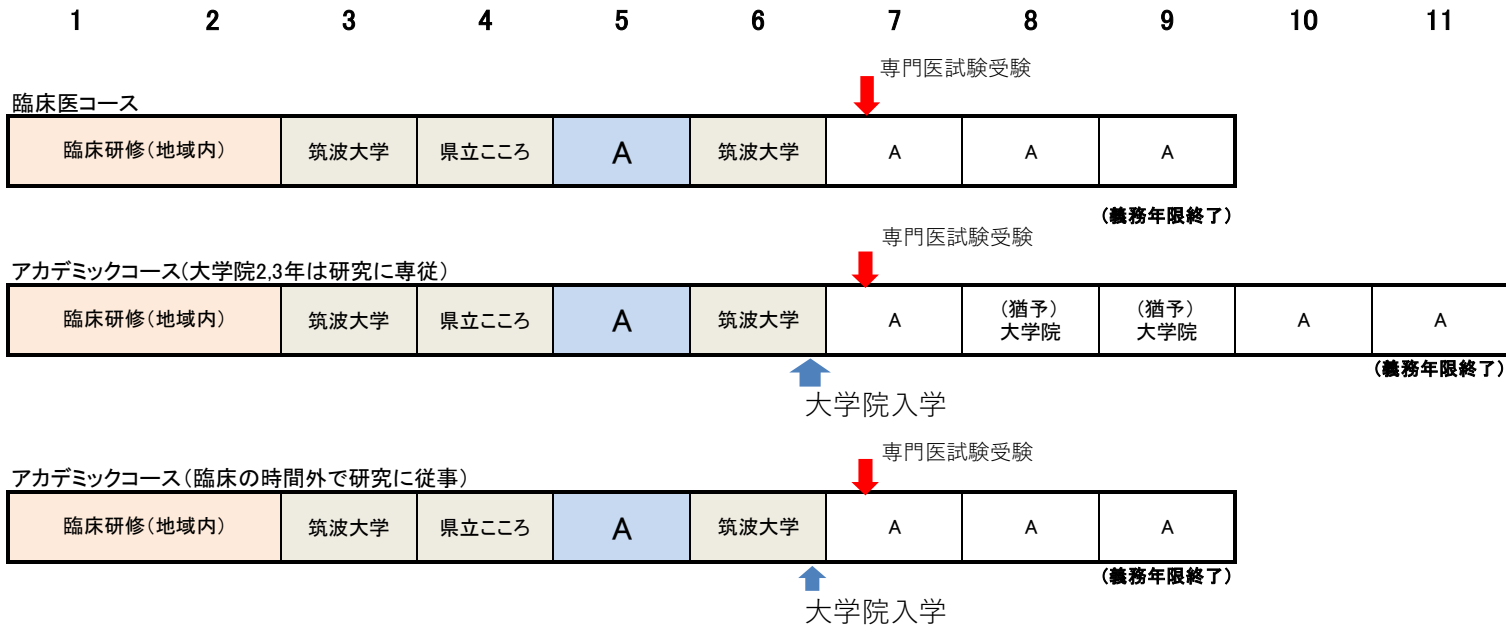 1 2 3 4 5 6 7 8 9 10 11
専門医試験受験
臨床医コース
臨床研修(地域内) 筑波大学 県立こころ A 筑波大学 A A A
(義務年限終了)
専門医試験受験
アカデミックコース(大学院2,3年は研究に専従)
臨床研修(地域内) 筑波大学 県立こころ A 筑波大学 A (猶予) 大学院 (猶予) 大学院 A A
(義務年限終了)
大学院入学
専門医試験受験
アカデミックコース(臨床の時間外で研究に従事)
臨床研修(地域内) 筑波大学 県立こころ A 筑波大学 A A A
(義務年限終了)
大学院入学